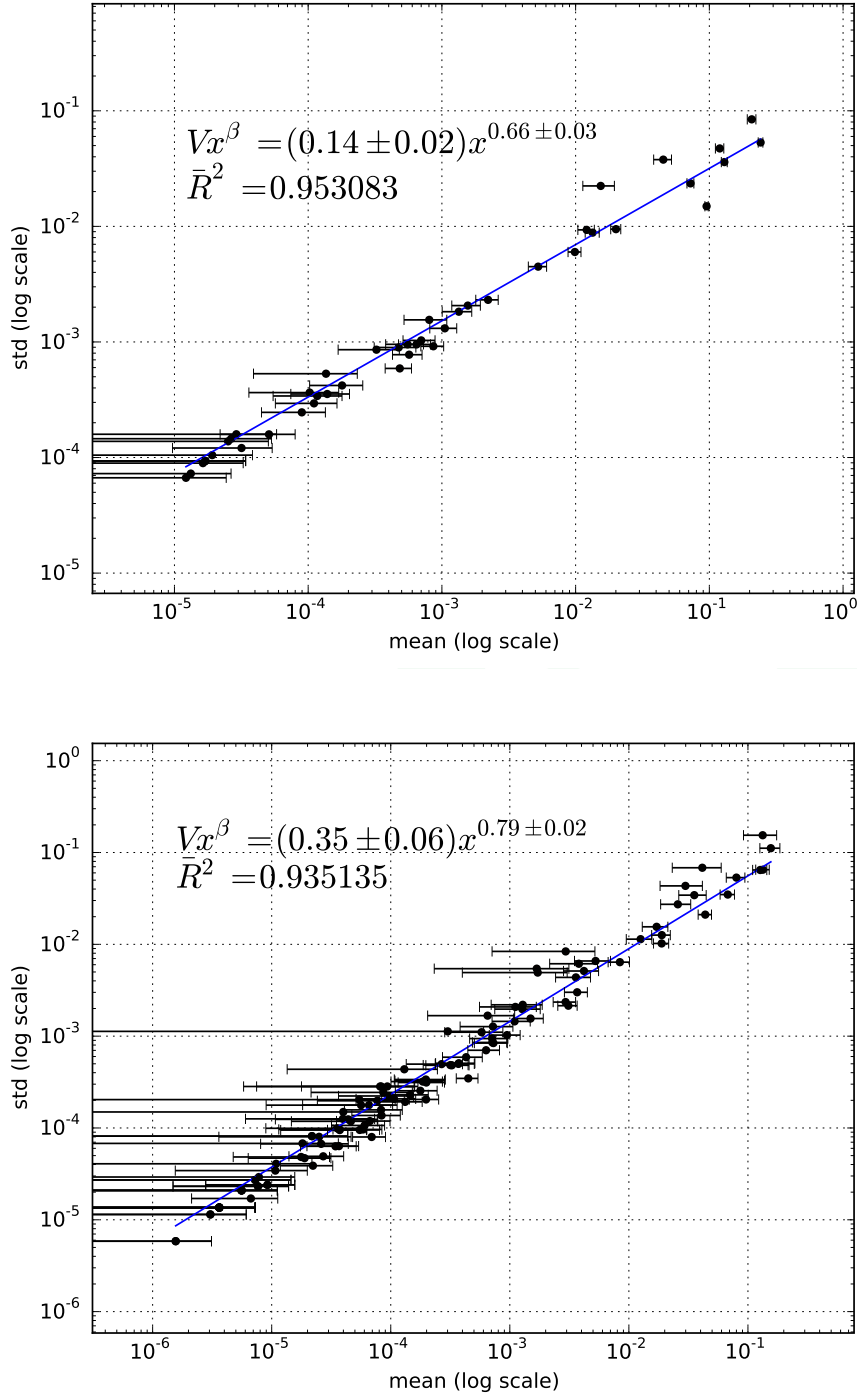 10⁻¹
Vx^β =(0.14±0.02)x^0.66±0.03
R̄² =0.953083
10⁻²
std (log scale)
10⁻³
10⁻⁴
10⁻⁵
10⁻⁵ 10⁻⁴ 10⁻³ 10⁻² 10⁻¹ 10⁰
mean (log scale)
10⁰
Vx^β =(0.35±0.06)x^0.79±0.02
10⁻¹
R̄² =0.935135
10⁻²
std (log scale)
10⁻³
10⁻⁴
10⁻⁵
10⁻⁶
10⁻⁶ 10⁻⁵ 10⁻⁴ 10⁻³ 10⁻² 10⁻¹
mean (log scale)